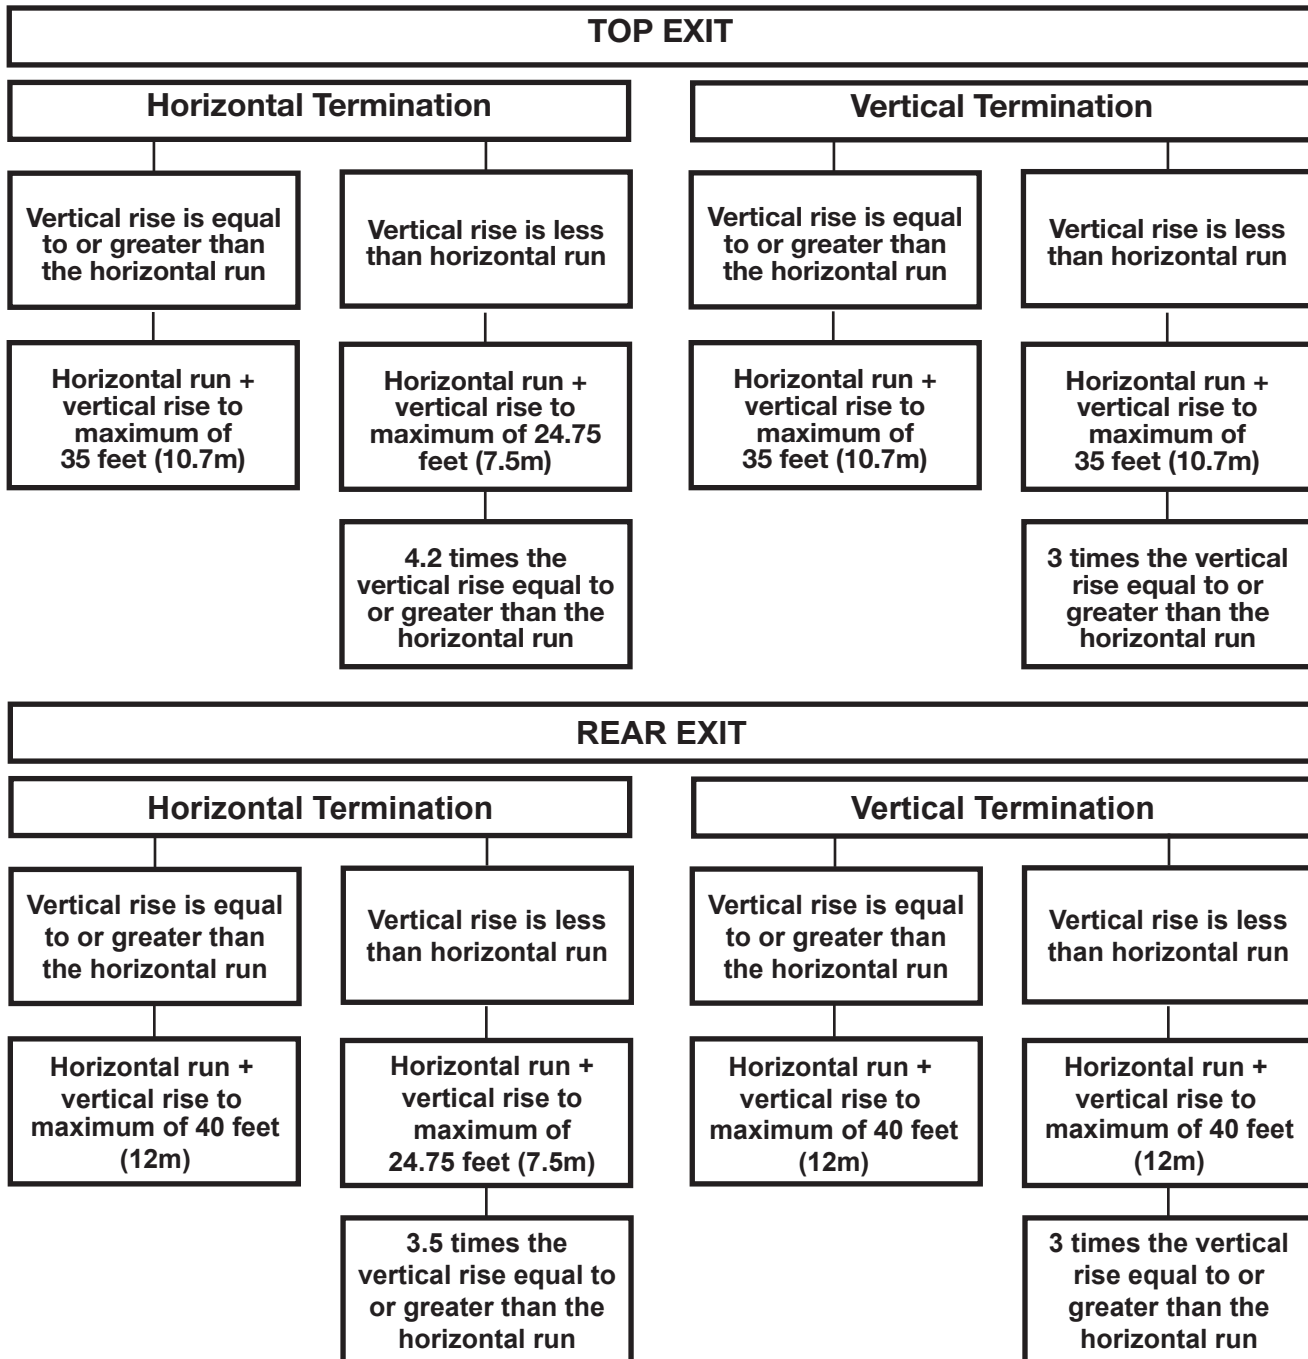 TOP EXIT
Horizontal Termination
Vertical Termination
Vertical rise is equal
to or greater than
the horizontal run
Vertical rise is less
than horizontal run
Vertical rise is equal
to or greater than
the horizontal run
Vertical rise is less
than horizontal run
Horizontal run +
vertical rise to
maximum of
35 feet (10.7m)
Horizontal run +
vertical rise to
maximum of 24.75
feet (7.5m)
Horizontal run +
vertical rise to
maximum of
35 feet (10.7m)
Horizontal run +
vertical rise to
maximum of
35 feet (10.7m)
4.2 times the
vertical rise equal to
or greater than the
horizontal run
3 times the vertical
rise equal to or
greater than the
horizontal run
REAR EXIT
Horizontal Termination
Vertical Termination
Vertical rise is equal
to or greater than
the horizontal run
Vertical rise is less
than horizontal run
Vertical rise is equal
to or greater than
the horizontal run
Vertical rise is less
than horizontal run
Horizontal run +
vertical rise to
maximum of 40 feet
(12m)
Horizontal run +
vertical rise to
maximum of
24.75 feet (7.5m)
Horizontal run +
vertical rise to
maximum of 40 feet
(12m)
Horizontal run +
vertical rise to
maximum of 40 feet
(12m)
3.5 times the
vertical rise equal to
or greater than the
horizontal run
3 times the vertical
rise equal to or
greater than the
horizontal run